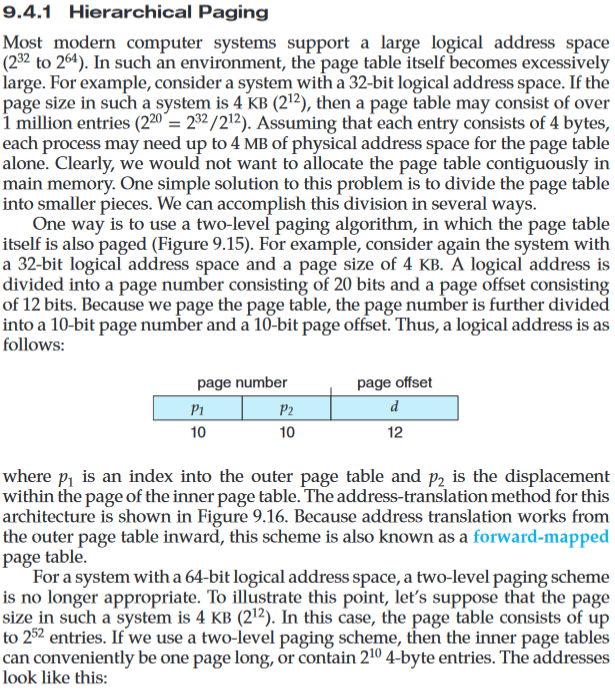 9.4.1 Hierarchical Paging
Most modern computer systems support a large logical address space
(2³² to 2⁶⁴). In such an environment, the page table itself becomes excessively
large. For example, consider a system with a 32-bit logical address space. If the
page size in such a system is 4 KB (2¹²), then a page table may consist of over
1 million entries (2²⁰ = 2³²/2¹²). Assuming that each entry consists of 4 bytes,
each process may need up to 4 MB of physical address space for the page table
alone. Clearly, we would not want to allocate the page table contiguously in
main memory. One simple solution to this problem is to divide the page table
into smaller pieces. We can accomplish this division in several ways.
One way is to use a two-level paging algorithm, in which the page table
itself is also paged (Figure 9.15). For example, consider again the system with
a 32-bit logical address space and a page size of 4 KB. A logical address is
divided into a page number consisting of 20 bits and a page offset consisting
of 12 bits. Because we page the page table, the page number is further divided
into a 10-bit page number and a 10-bit page offset. Thus, a logical address is as
follows:
page number page offset
p₁ p₂ d
10 10 12
where p₁ is an index into the outer page table and p₂ is the displacement
within the page of the inner page table. The address-translation method for this
architecture is shown in Figure 9.16. Because address translation works from
the outer page table inward, this scheme is also known as a forward-mapped
page table.
For a system with a 64-bit logical address space, a two-level paging scheme
is no longer appropriate. To illustrate this point, let's suppose that the page
size in such a system is 4 KB (2¹²). In this case, the page table consists of up
to 2⁵² entries. If we use a two-level paging scheme, then the inner page tables
can conveniently be one page long, or contain 2¹⁰ 4-byte entries. The addresses
look like this: